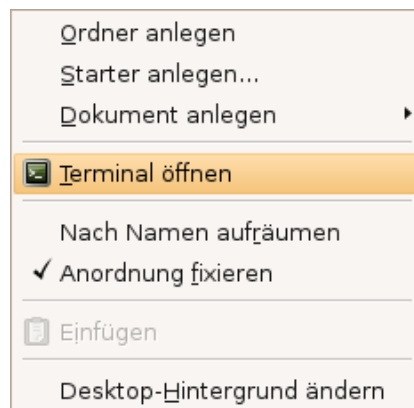 Ordner anlegen
Starter anlegen...
Dokument anlegen
Terminal öffnen
Nach Namen aufräumen
Anordnung fixieren
Einfügen
Desktop-Hintergrund ändern